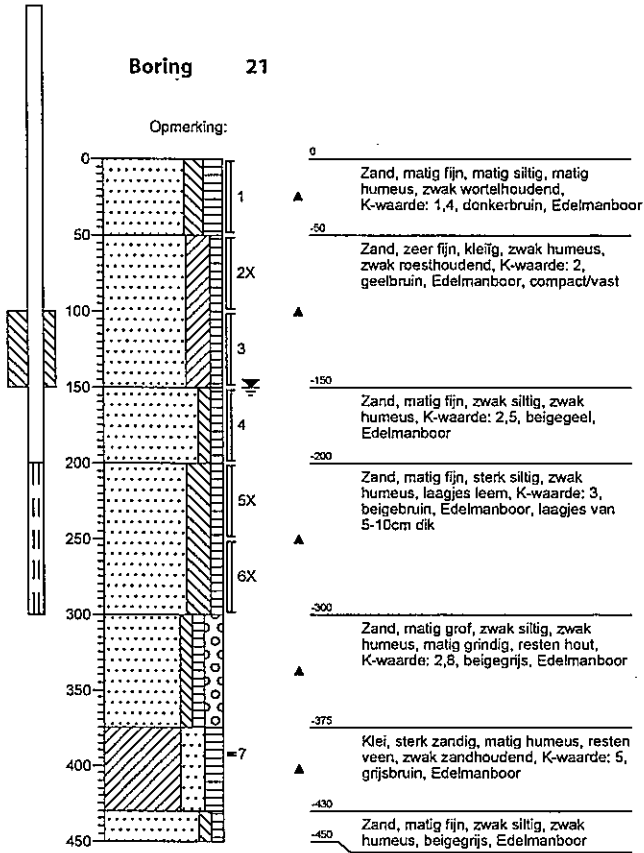 Boring 21
Opmerking:
0
50
100
150
200
250
300
350
400
450
1
2X
3
4
5X
6X
7
0
Zand, matig fijn, matig siltig, matig
humeus, zwak wortelhoudend,
K-waarde: 1,4, donkerbruin, Edelmanboor
-50
Zand, zeer fijn, kleiïg, zwak humeus,
zwak roesthoudend, K-waarde: 2,
geelbruin, Edelmanboor, compact/vast
-150
Zand, matig fijn, zwak siltig, zwak
humeus, K-waarde: 2,5, beigegeel,
Edelmanboor
-200
Zand, matig fijn, sterk siltig, zwak
humeus, laagjes leem, K-waarde: 3,
beigebruin, Edelmanboor, laagjes van
5-10cm dik
-300
Zand, matig grof, zwak siltig, zwak
humeus, matig grindig, resten hout,
K-waarde: 2,8, beigegrijs, Edelmanboor
-375
Klei, sterk zandig, matig humeus, resten
veen, zwak zandhoudend, K-waarde: 5,
grijsbruin, Edelmanboor
-430
Zand, matig fijn, zwak siltig, zwak
humeus, beigegrijs, Edelmanboor
-450